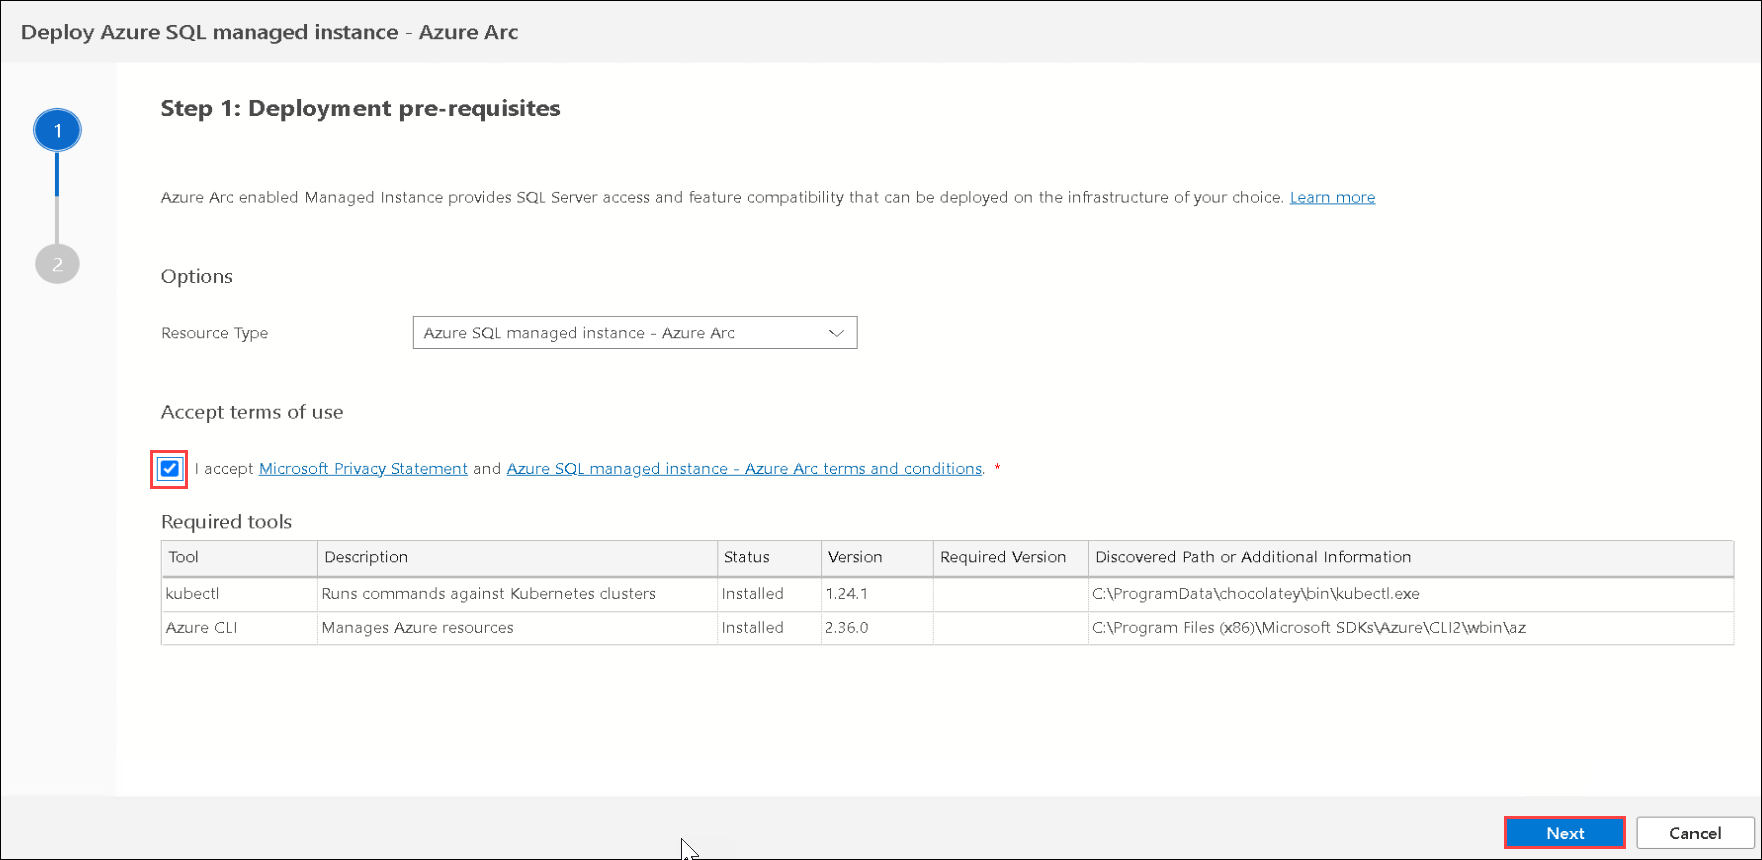 Deploy Azure SQL managed instance - Azure Arc
1
2
Step 1: Deployment pre-requisites
Azure Arc enabled Managed Instance provides SQL Server access and feature compatibility that can be deployed on the infrastructure of your choice. Learn more
Options
Resource Type Azure SQL managed instance - Azure Arc
Accept terms of use
I accept Microsoft Privacy Statement and Azure SQL managed instance - Azure Arc terms and conditions. *
Required tools
Tool Description Status Version Required Version Discovered Path or Additional Information
kubectl Runs commands against Kubernetes clusters Installed 1.24.1 C:\ProgramData\chocolatey\bin\kubectl.exe
Azure CLI Manages Azure resources Installed 2.36.0 C:\Program Files (x86)\Microsoft SDKs\Azure\CLI2\wbin\az
Next Cancel